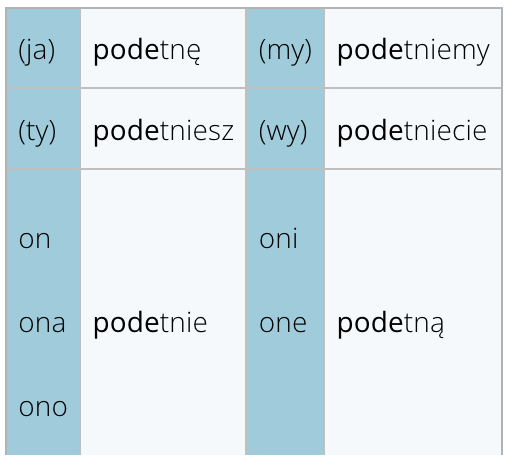 (ja) podetnę (my) podetniemy
(ty) podetniesz (wy) podetniecie
on oni
ona podetnie one podetną
ono